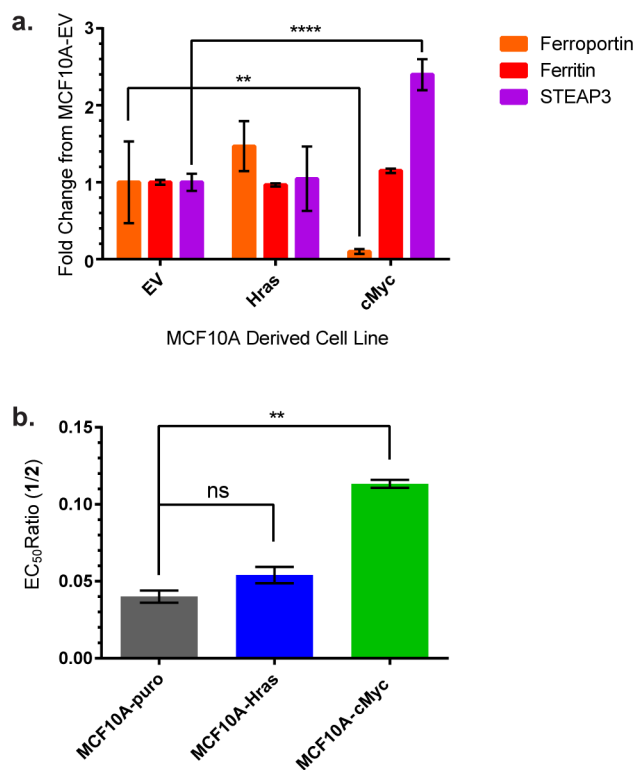 a.
Fold Change from MCF10A-EV
3
2
1
0
****
**
EV
Hras
cMyc
MCF10A Derived Cell Line
Ferroportin
Ferritin
STEAP3
b.
EC₅₀Ratio (1/2)
0.15
0.10
0.05
0.00
**
ns
MCF10A-puro
MCF10A-Hras
MCF10A-cMyc